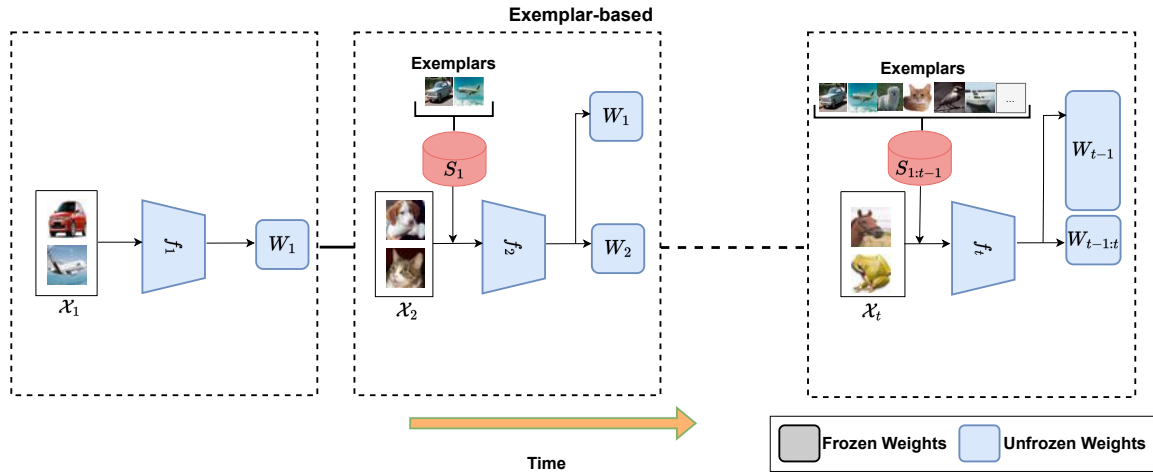 Exemplar-based
Exemplars
S₁
W₁
𝒳₁
f₁
W₁
𝒳₂
f₂
W₂
Exemplars
...
S₁:ₜ₋₁
Wₜ₋₁
𝒳ₜ
fₜ
Wₜ₋₁:ₜ
Time
Frozen Weights
Unfrozen Weights